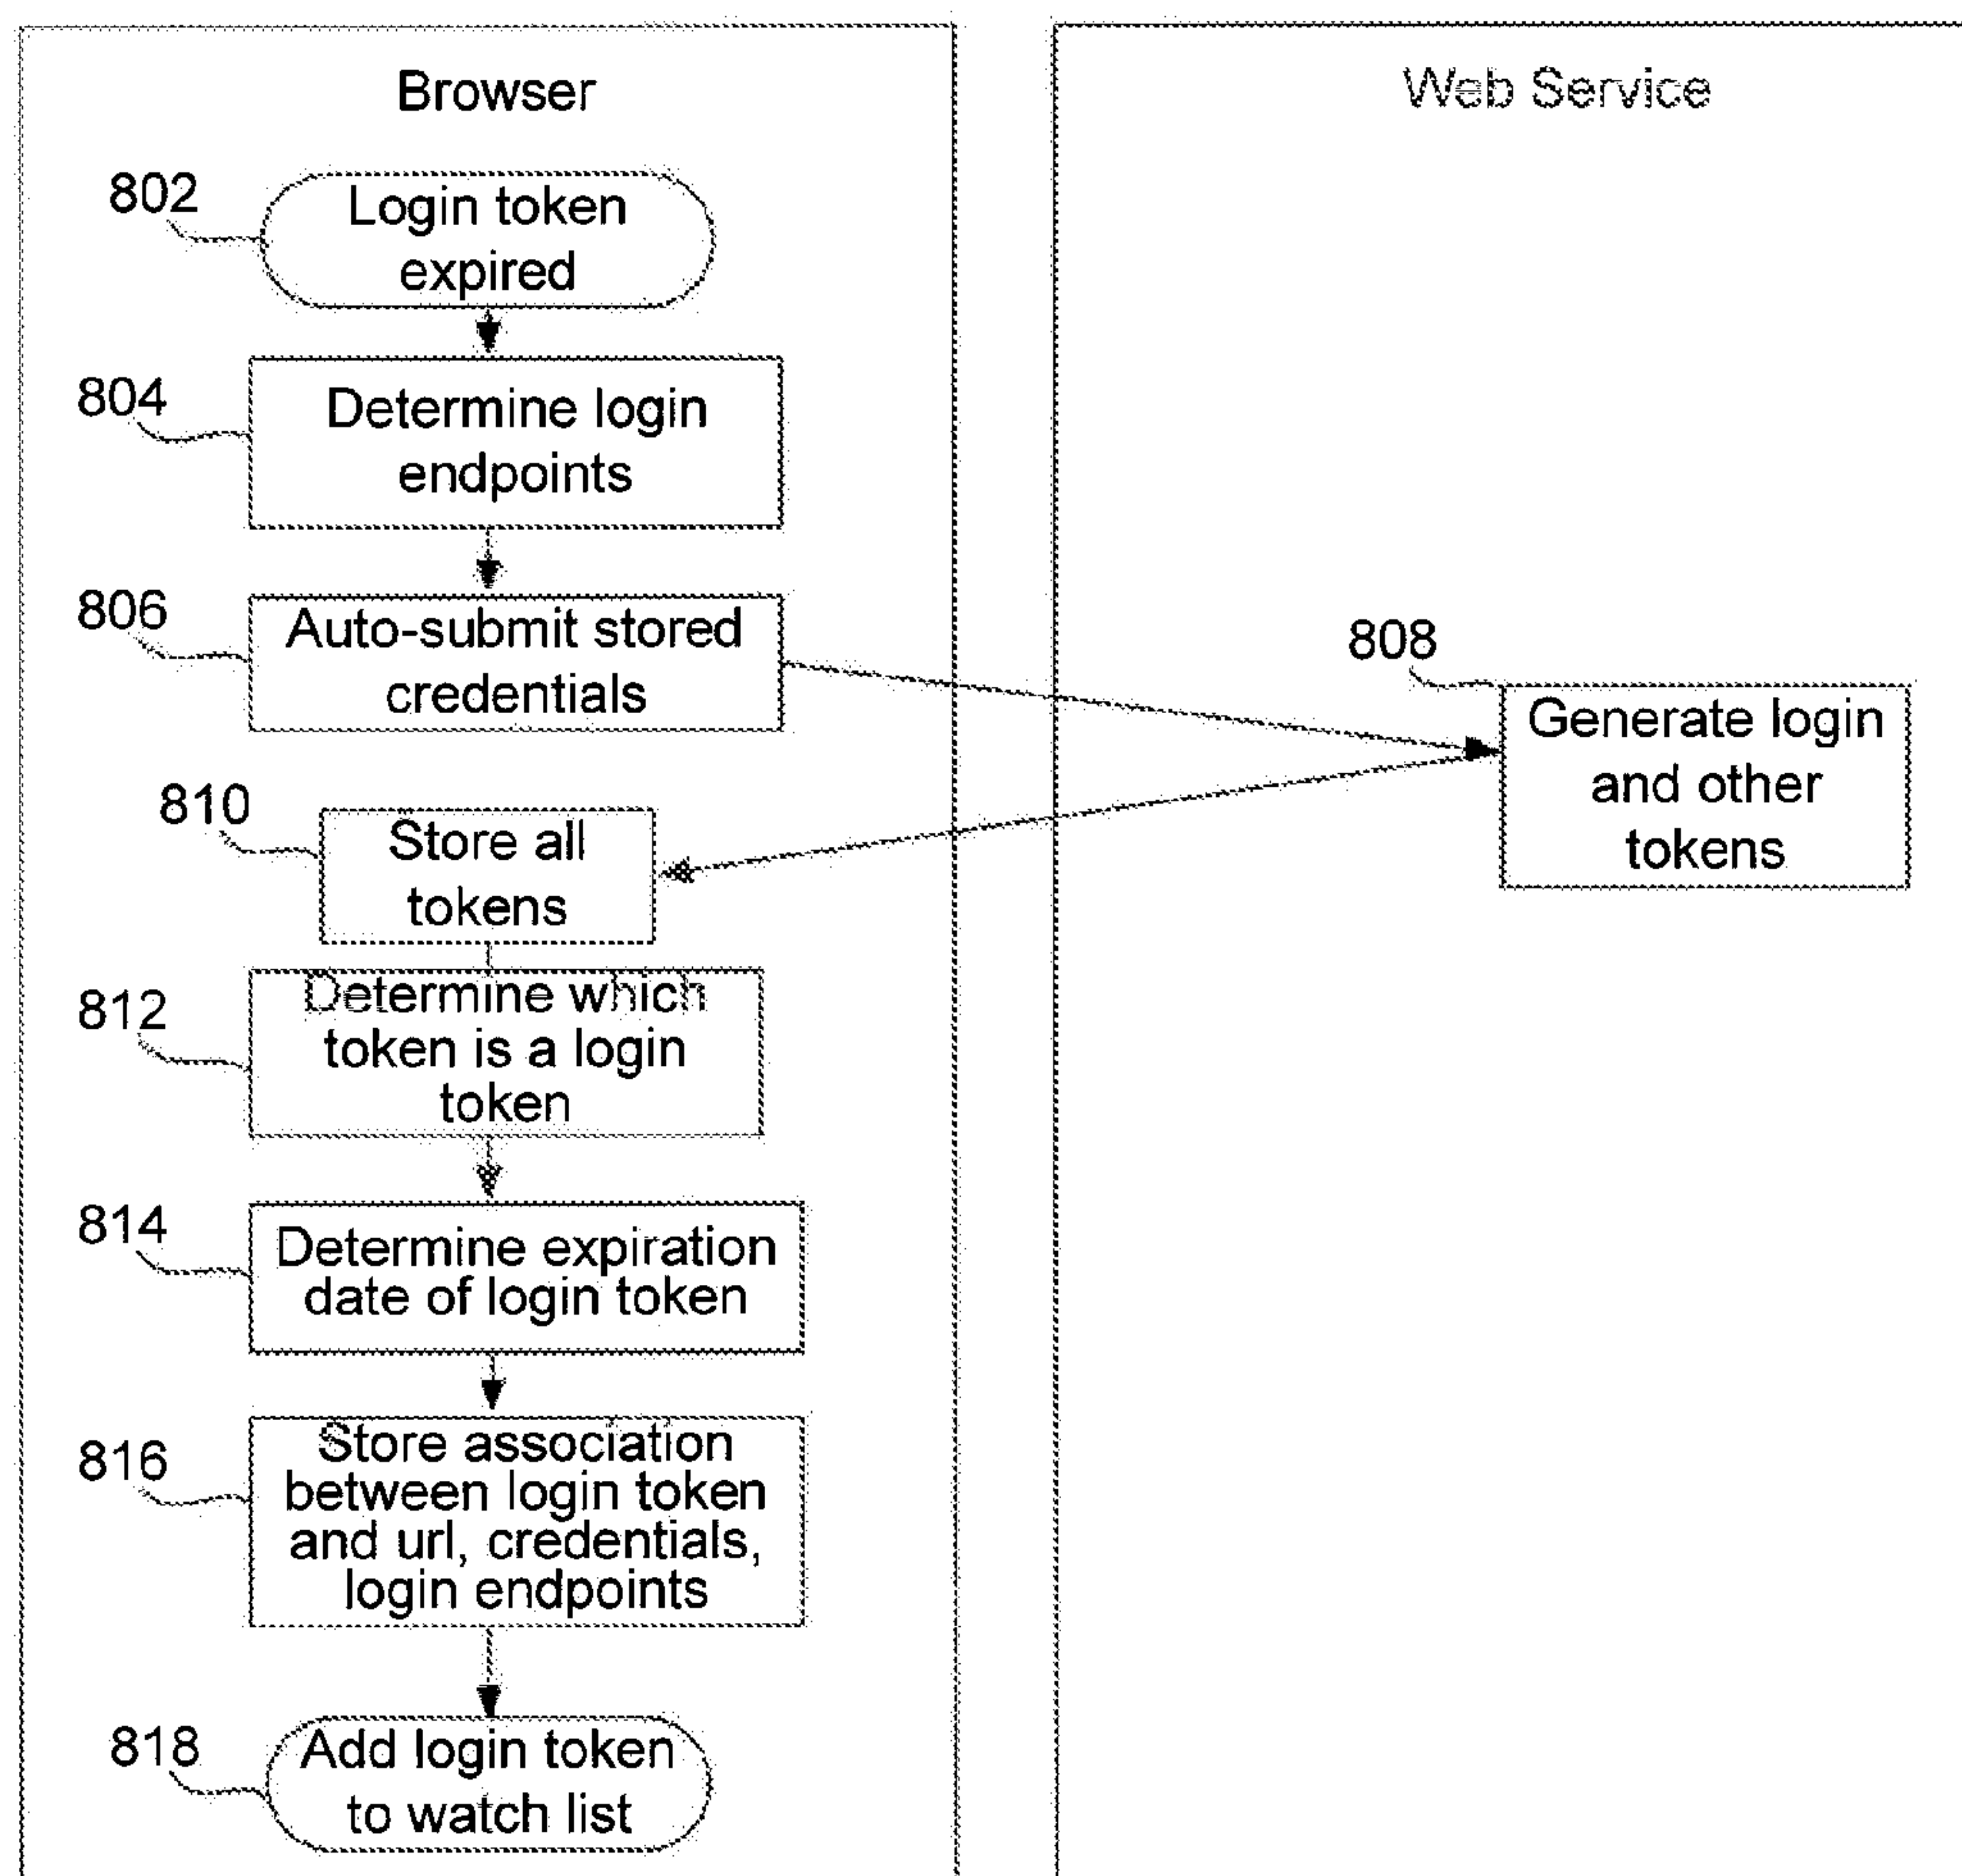 Browser
Web Service
802
Login token
expired
804
Determine login
endpoints
806
Auto-submit stored
credentials
808
Generate login
and other
tokens
810
Store all
tokens
812
Determine which
token is a login
token
814
Determine expiration
date of login token
816
Store association
between login token
and url, credentials,
login endpoints
818
Add login token
to watch list